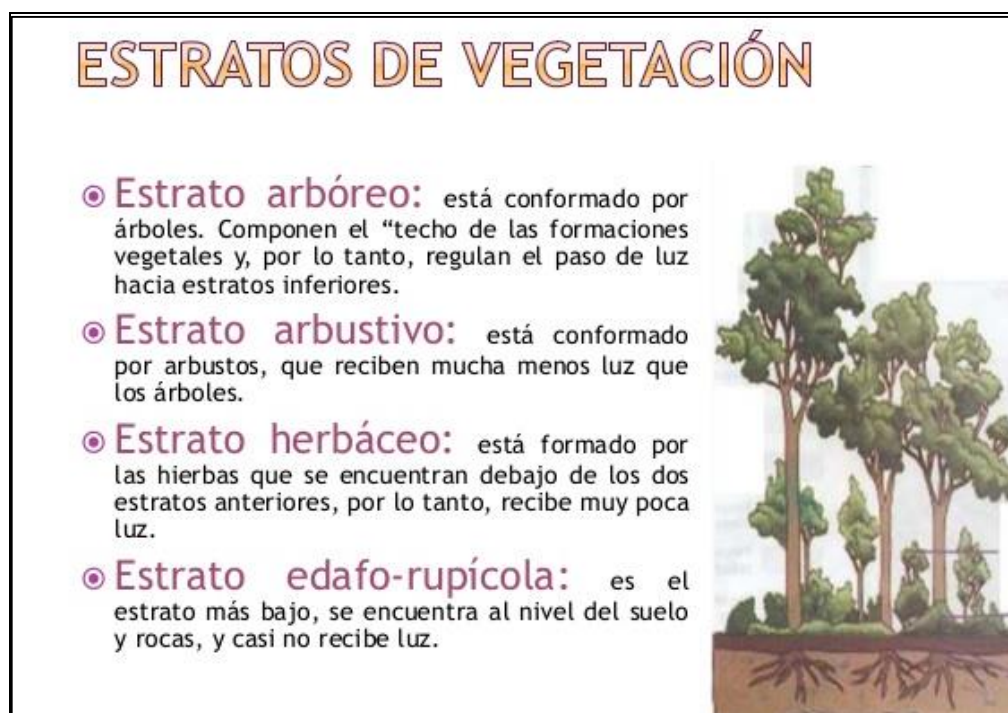 ESTRATOS DE VEGETACIÓN
Estrato arbóreo: está conformado por
árboles. Componen el “techo de las formaciones
vegetales y, por lo tanto, regulan el paso de luz
hacia estratos inferiores.
Estrato arbustivo: está conformado
por arbustos, que reciben mucha menos luz que
los árboles.
Estrato herbáceo: está formado por
las hierbas que se encuentran debajo de los dos
estratos anteriores, por lo tanto, recibe muy poca
luz.
Estrato edafo-rupícola: es el
estrato más bajo, se encuentra al nivel del suelo
y rocas, y casi no recibe luz.